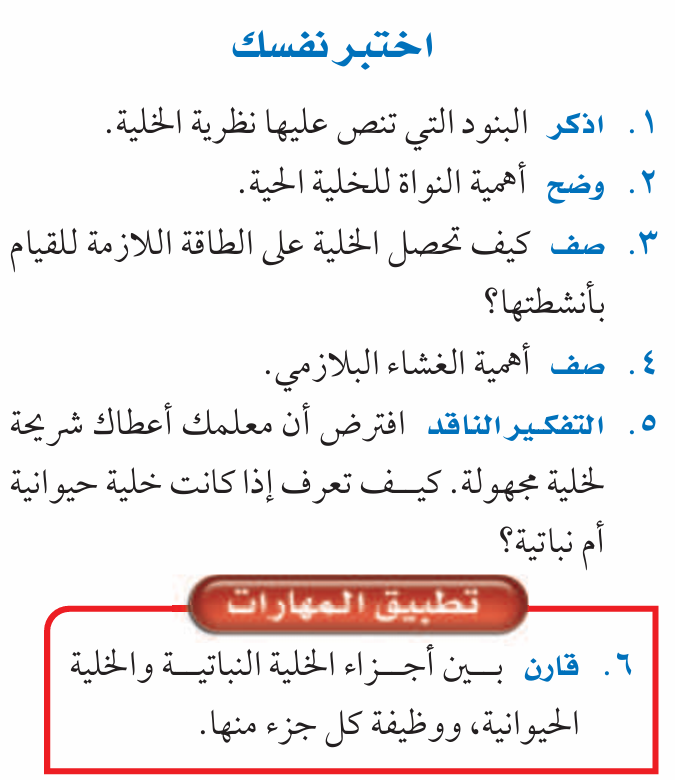 اختبر نفسك
١. اذكر البنود التي تنص عليها نظرية الخلية.
٢. وضح أهمية النواة للخلية الحية.
٣. صف كيف تحصل الخلية على الطاقة اللازمة للقيام
بأنشطتها؟
٤. صف أهمية الغشاء البلازمي.
٥. التفكير الناقد افترض أن معلمك أعطاك شريحة
لخلية مجهولة. كيف تعرف إذا كانت خلية حيوانية
أم نباتية؟
تطبيق المهارات
٦. قارن بين أجزاء الخلية النباتية والخلية
الحيوانية، ووظيفة كل جزء منها.